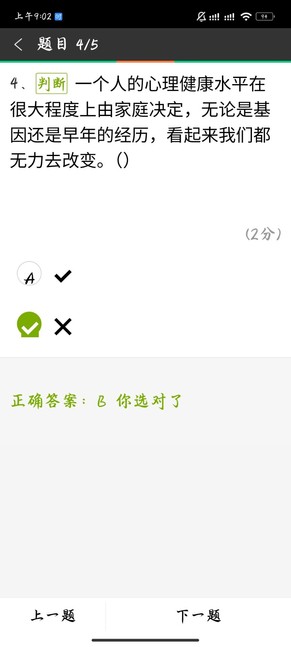 上午9:02
94
题目 4/5
4、判断 一个人的心理健康水平在
很大程度上由家庭决定，无论是基
因还是早年的经历，看起来我们都
无力去改变。（）
(2分)
A
正确答案：B 你选对了
上一题 下一题